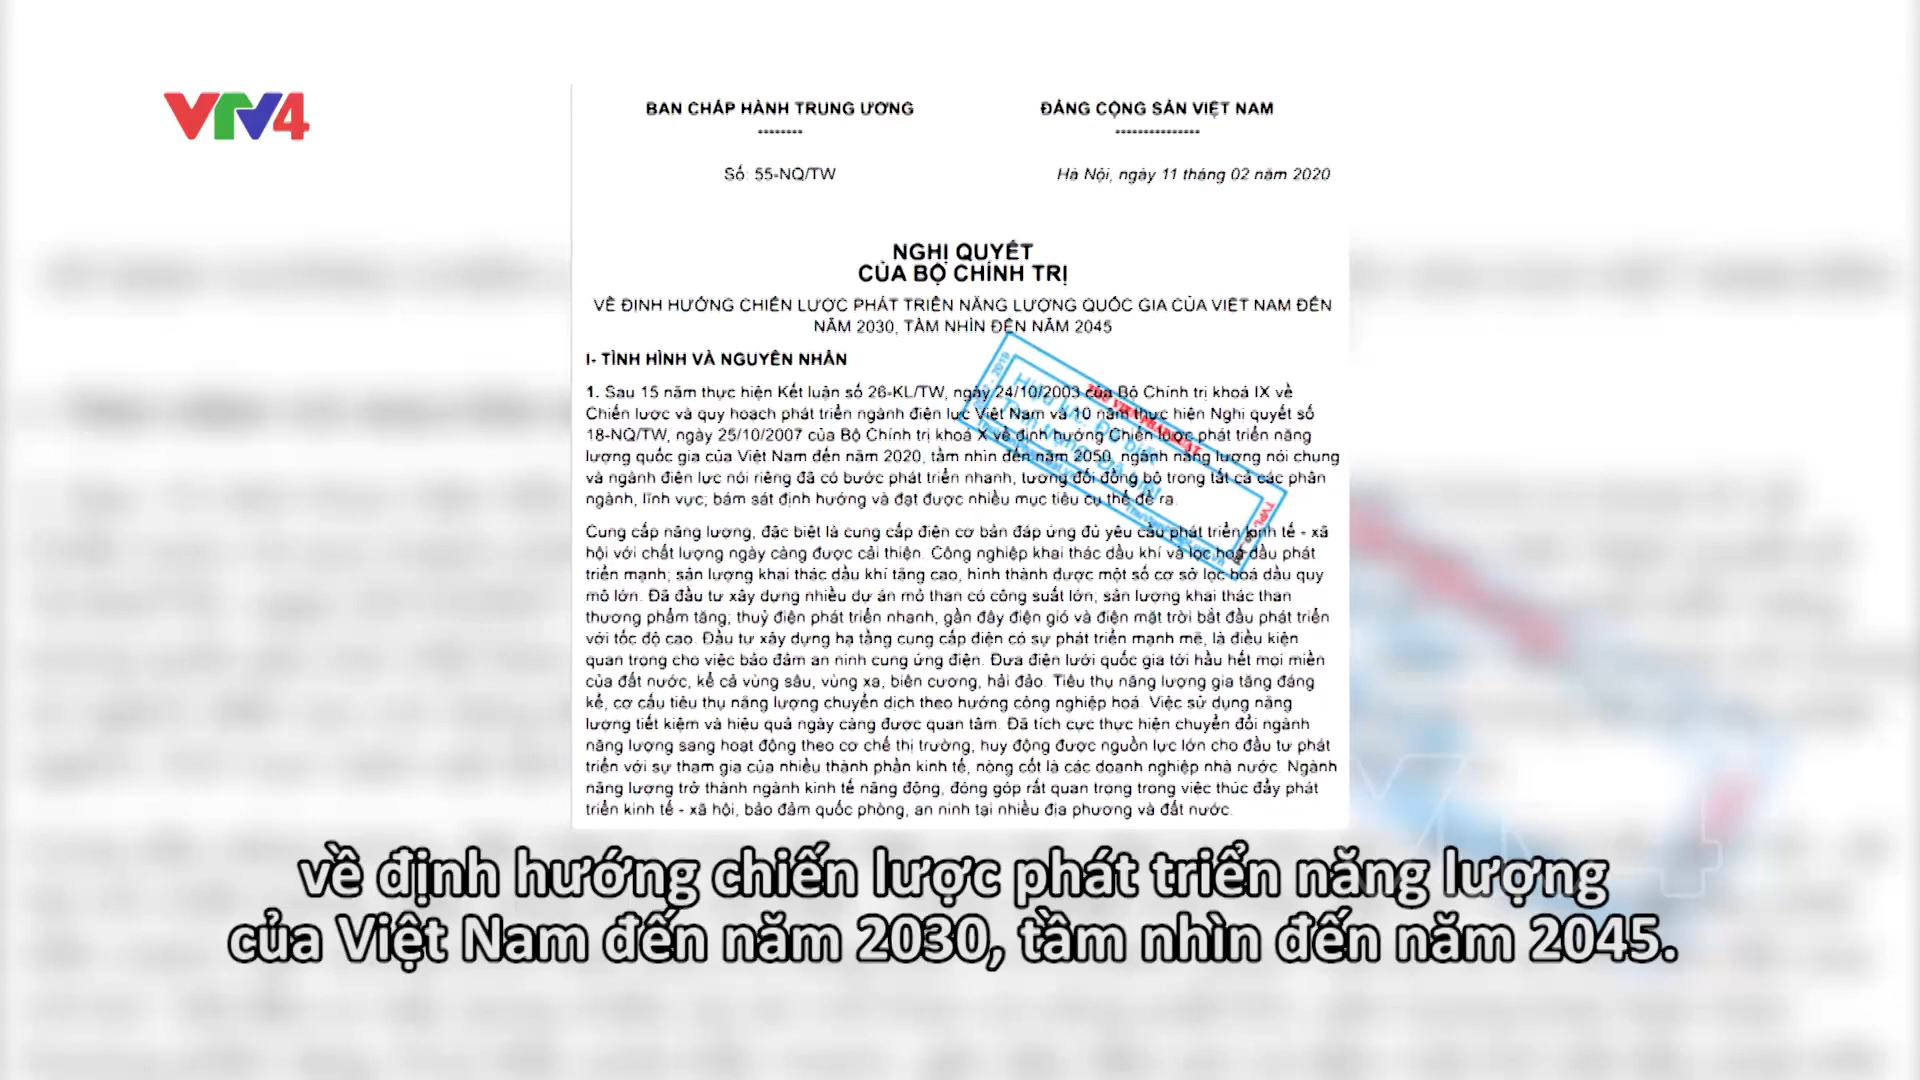 VTV4
BAN CHẤP HÀNH TRUNG ƯƠNG
--------
ĐẢNG CỘNG SẢN VIỆT NAM
---------------
Số: 55-NQ/TW
Hà Nội, ngày 11 tháng 02 năm 2020
NGHỊ QUYẾT
CỦA BỘ CHÍNH TRỊ
VỀ ĐỊNH HƯỚNG CHIẾN LƯỢC PHÁT TRIỂN NĂNG LƯỢNG QUỐC GIA CỦA VIỆT NAM ĐẾN
NĂM 2030, TẦM NHÌN ĐẾN NĂM 2045
I- TÌNH HÌNH VÀ NGUYÊN NHÂN
1. Sau 15 năm thực hiện Kết luận số 26-KL/TW, ngày 24/10/2003 của Bộ Chính trị khoá IX về
Chiến lược và quy hoạch phát triển ngành điện lực Việt Nam và 10 năm thực hiện Nghị quyết số
18-NQ/TW, ngày 25/10/2007 của Bộ Chính trị khoá X về định hướng Chiến lược phát triển năng
lượng quốc gia của Việt Nam đến năm 2020, tầm nhìn đến năm 2050, ngành năng lượng nói chung
và ngành điện lực nói riêng đã có bước phát triển nhanh, tương đối đồng bộ trong tất cả các phân
ngành, lĩnh vực; bám sát định hướng và đạt được nhiều mục tiêu cụ thể đề ra.
Cung cấp năng lượng, đặc biệt là cung cấp điện cơ bản đáp ứng đủ yêu cầu phát triển kinh tế - xã
hội với chất lượng ngày càng được cải thiện. Công nghiệp khai thác dầu khí và lọc hoá dầu phát
triển mạnh; sản lượng khai thác dầu khí tăng cao, hình thành được một số cơ sở lọc hoá dầu quy
mô lớn. Đã đầu tư xây dựng nhiều dự án mỏ than có công suất lớn; sản lượng khai thác than
thương phẩm tăng; thuỷ điện phát triển nhanh, gần đây điện gió và điện mặt trời bắt đầu phát triển
với tốc độ cao. Đầu tư xây dựng hạ tầng cung cấp điện có sự phát triển mạnh mẽ, là điều kiện
quan trọng cho việc bảo đảm an ninh cung ứng điện. Đưa điện lưới quốc gia tới hầu hết mọi miền
của đất nước, kể cả vùng sâu, vùng xa, biên cương, hải đảo. Tiêu thụ năng lượng gia tăng đáng
kể, cơ cấu tiêu thụ năng lượng chuyển dịch theo hướng công nghiệp hoá. Việc sử dụng năng
lượng tiết kiệm và hiệu quả ngày càng được quan tâm. Đã tích cực thực hiện chuyển đổi ngành
năng lượng sang hoạt động theo cơ chế thị trường, huy động được nguồn lực lớn cho đầu tư phát
triển với sự tham gia của nhiều thành phần kinh tế, nòng cốt là các doanh nghiệp nhà nước. Ngành
năng lượng trở thành ngành kinh tế năng động, đóng góp rất quan trọng trong việc thúc đẩy phát
triển kinh tế - xã hội, bảo đảm quốc phòng, an ninh tại nhiều địa phương và đất nước.
về định hướng chiến lược phát triển năng lượng
của Việt Nam đến năm 2030, tầm nhìn đến năm 2045.